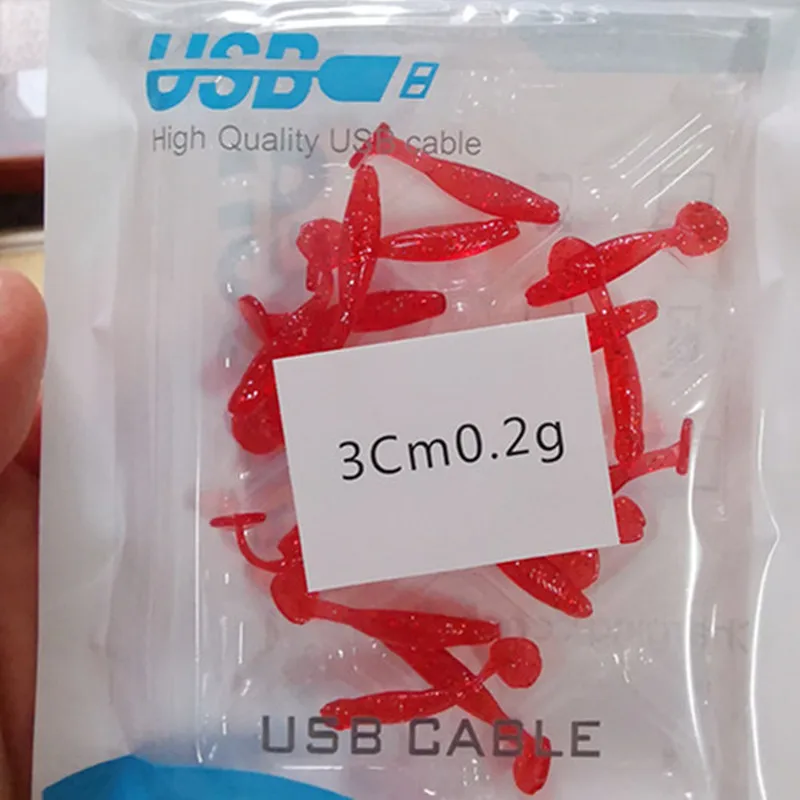 USB
High Quality USB cable
3Cm0.2g
USB CABLE